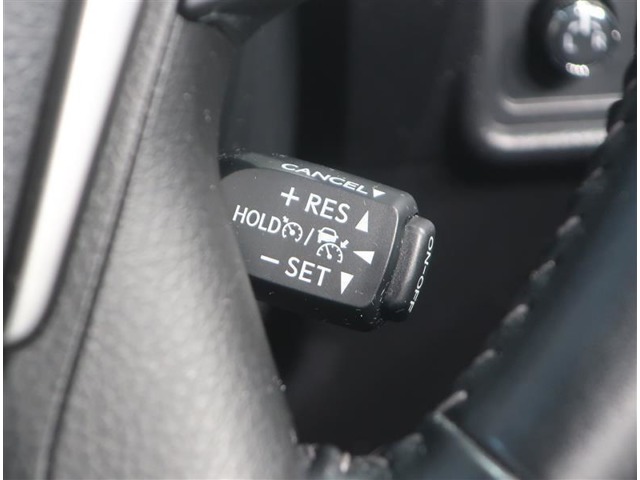 CANCEL▼
+ RES ▲
HOLD /
− SET ▼
ON-OFF